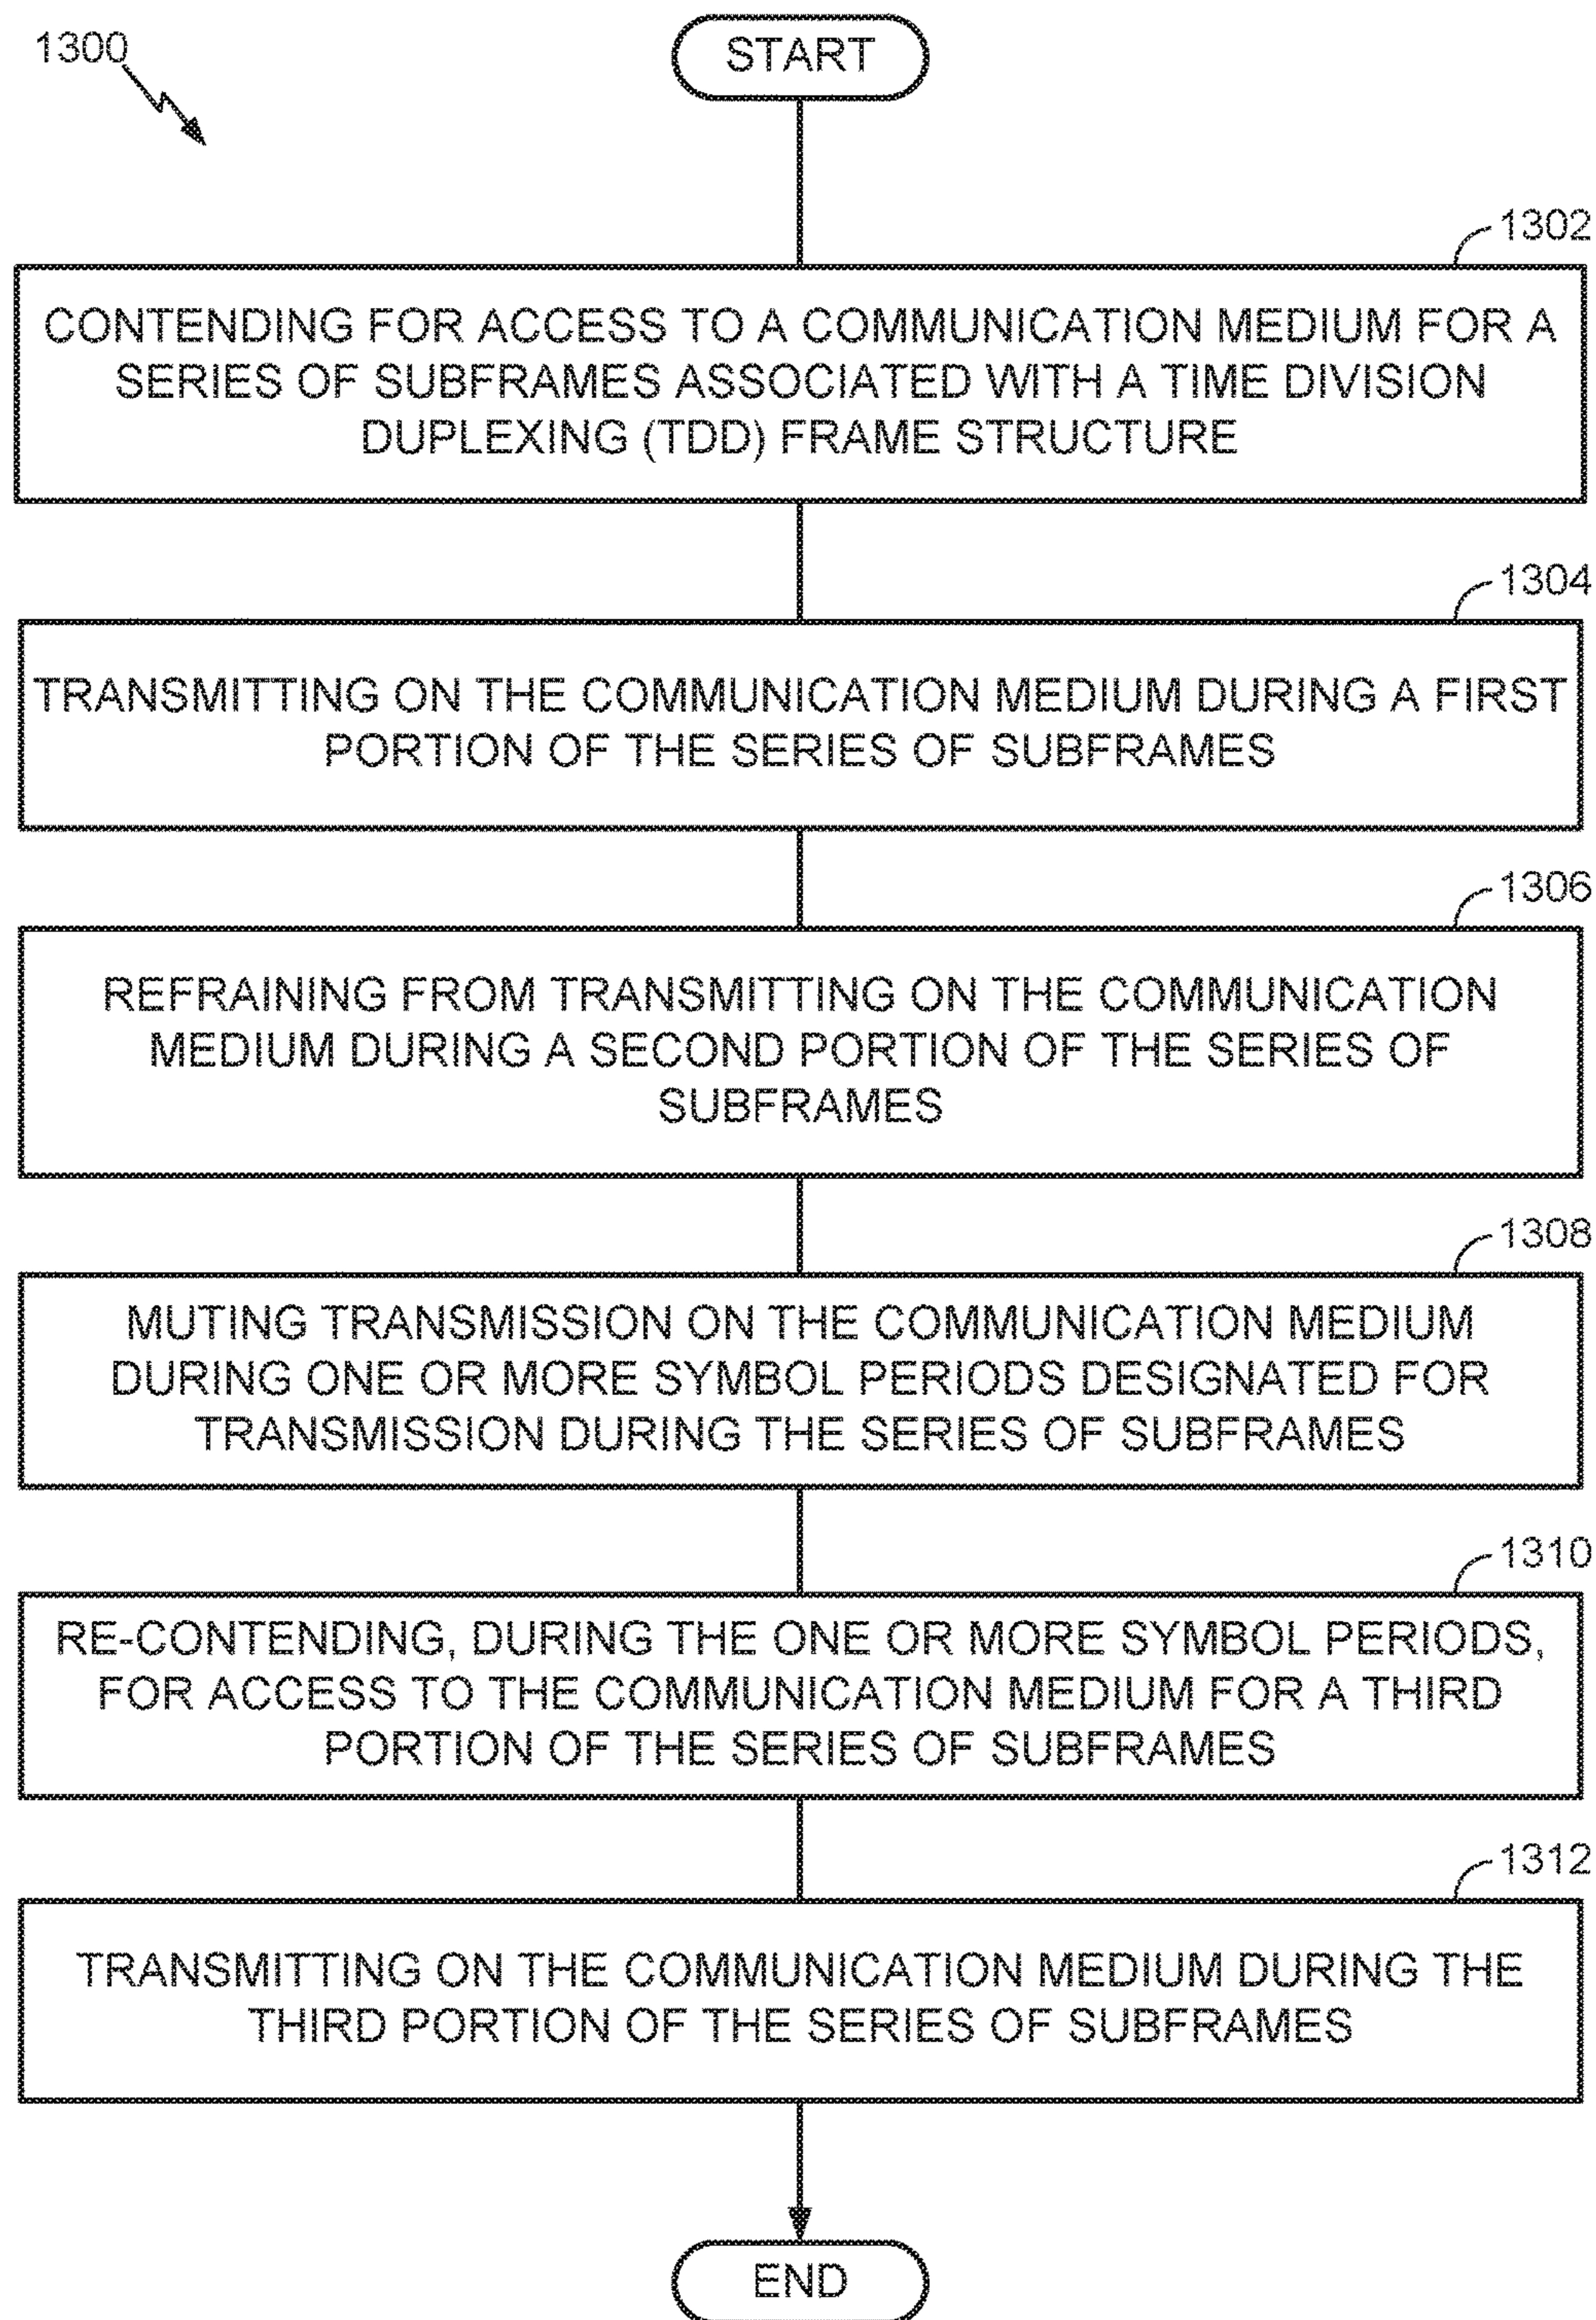 1300
START
1302
CONTENDING FOR ACCESS TO A COMMUNICATION MEDIUM FOR A
SERIES OF SUBFRAMES ASSOCIATED WITH A TIME DIVISION
DUPLEXING (TDD) FRAME STRUCTURE
1304
TRANSMITTING ON THE COMMUNICATION MEDIUM DURING A FIRST
PORTION OF THE SERIES OF SUBFRAMES
1306
REFRAINING FROM TRANSMITTING ON THE COMMUNICATION
MEDIUM DURING A SECOND PORTION OF THE SERIES OF
SUBFRAMES
1308
MUTING TRANSMISSION ON THE COMMUNICATION MEDIUM
DURING ONE OR MORE SYMBOL PERIODS DESIGNATED FOR
TRANSMISSION DURING THE SERIES OF SUBFRAMES
1310
RE-CONTENDING, DURING THE ONE OR MORE SYMBOL PERIODS,
FOR ACCESS TO THE COMMUNICATION MEDIUM FOR A THIRD
PORTION OF THE SERIES OF SUBFRAMES
1312
TRANSMITTING ON THE COMMUNICATION MEDIUM DURING THE
THIRD PORTION OF THE SERIES OF SUBFRAMES
END